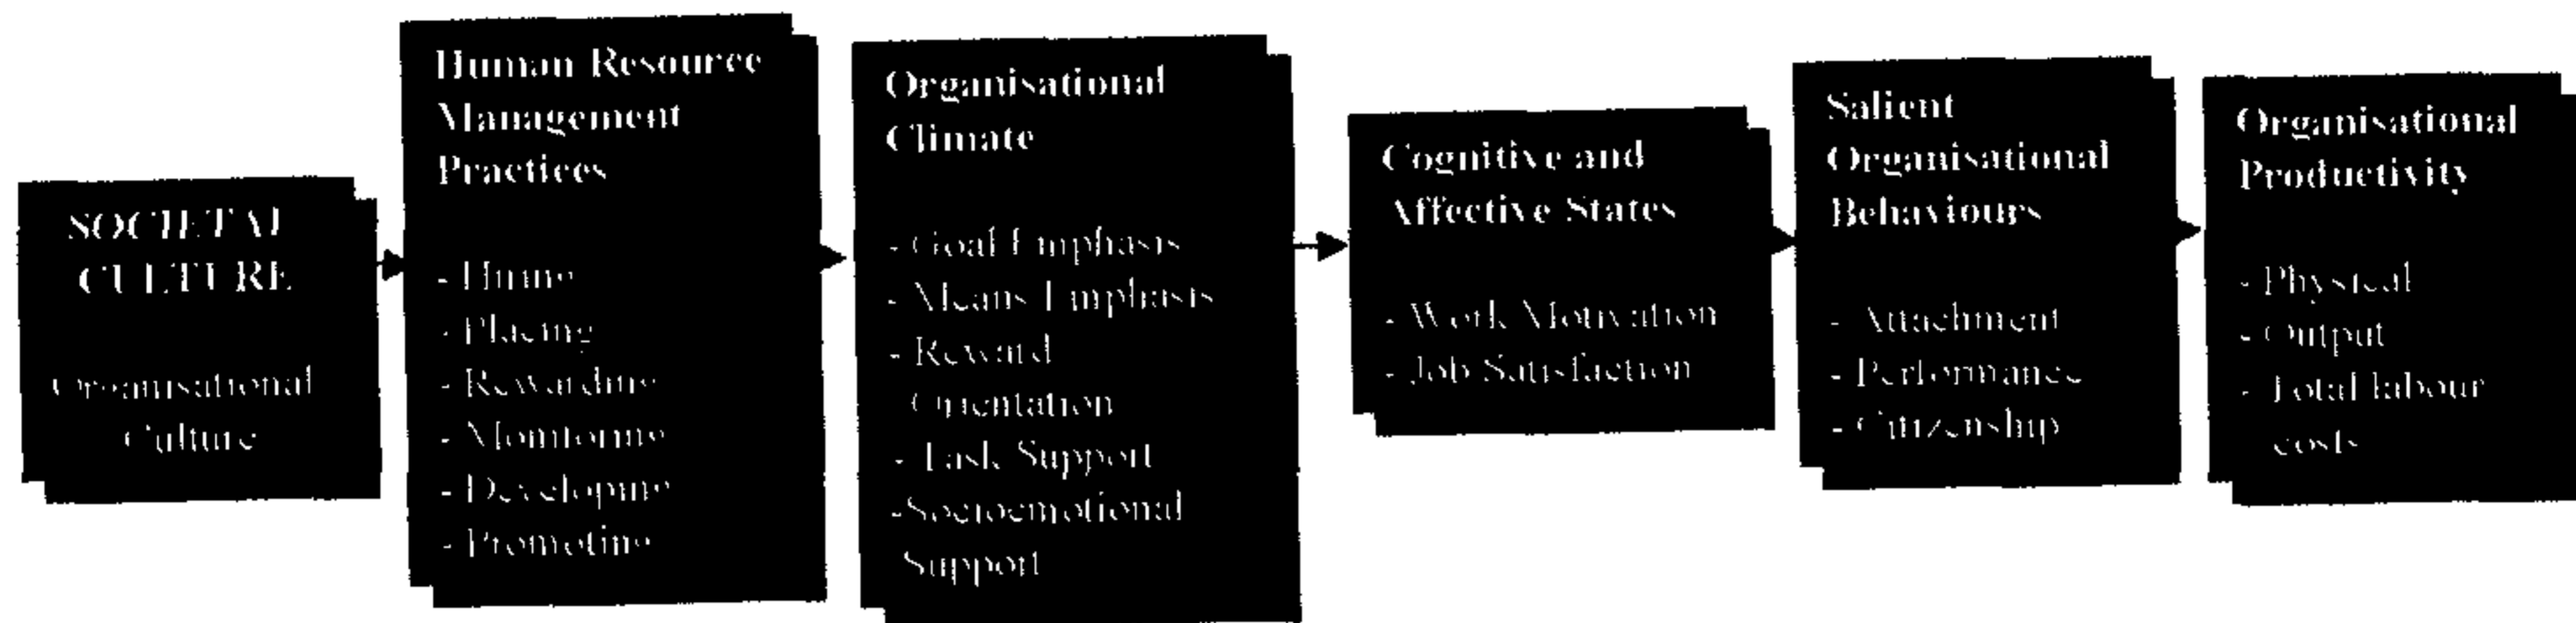 SOCIETAL
CULTURE
Organisational
Culture
Human Resource
Management
Practices
- Hiring
- Placing
- Rewarding
- Monitoring
- Developing
- Promoting
Organisational
Climate
- Goal Emphasis
- Means Emphasis
- Reward
Orientation
- Task Support
-Socioemotional
Support
Cognitive and
Affective States
- Work Motivation
- Job Satisfaction
Salient
Organisational
Behaviours
- Attachment
- Performance
- Citizenship
Organisational
Productivity
- Physical
- Output
- Total labour
costs